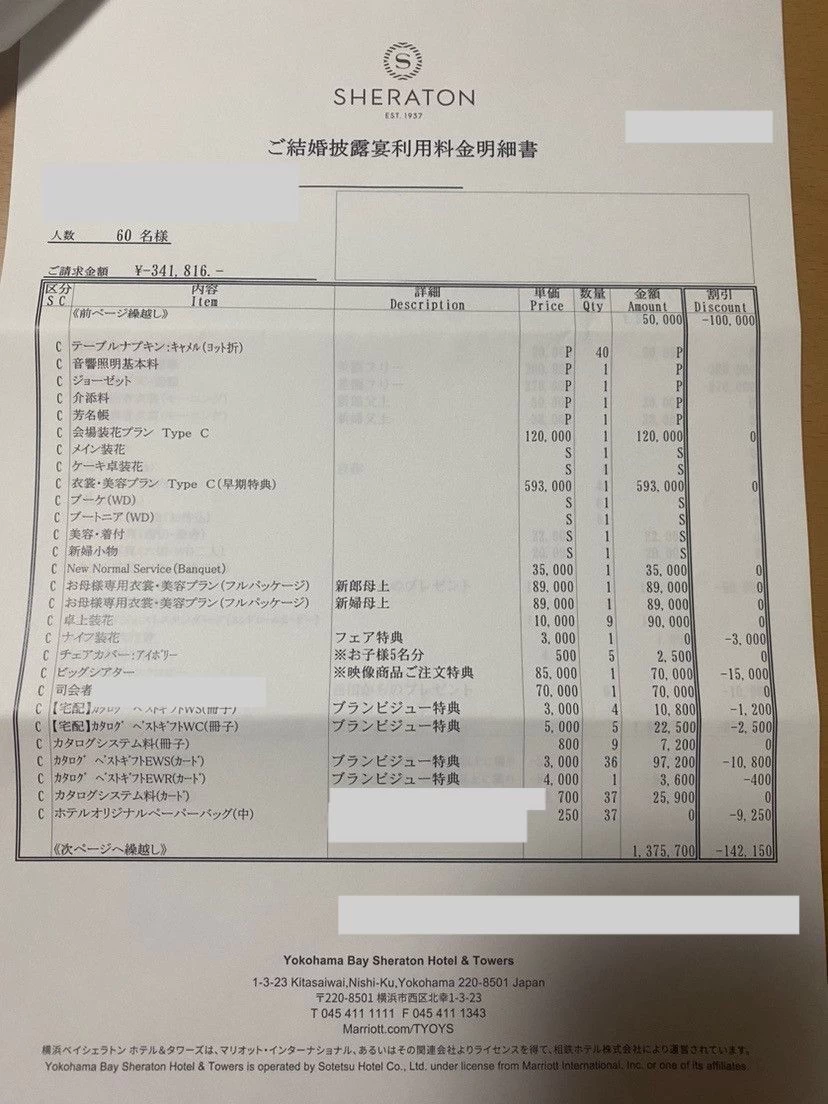 S
SHERATON
EST. 1937
ご結婚披露宴利用料金明細書
人数 60 名様
ご請求金額 ¥-341,816.-
区分 内容 詳細 単価 数量 金額 割引
S C Item Description Price Qty Amount Discount
《前ページ繰越し》 50,000 -100,000
C テーブルナプキン:キャメル(ヨット折) P 40 P
C 音響照明基本料 P 1 P
C ジョーゼット P 1 P
C 介添料 P 1 P
C 芳名帳 P 1 P
C 会場装花プラン Type C 120,000 1 120,000 0
C メイン装花 S 1 S
C ケーキ卓装花 S 1 S
C 衣裳・美容プラン Type C(早期特典) 593,000 1 593,000 0
C ブーケ(WD) S 1 S
C ブートニア(WD) S 1 S
C 美容・着付 S 1 S
C 新婦小物 S 1 S
C New Normal Service(Banquet) 35,000 1 35,000 0
C お母様専用衣裳・美容プラン(フルパッケージ) 新郎母上 89,000 1 89,000 0
C お母様専用衣裳・美容プラン(フルパッケージ) 新婦母上 89,000 1 89,000 0
C 卓上装花 10,000 9 90,000 0
C ナイフ装花 フェア特典 3,000 1 0 -3,000
C チェアカバー:アイボリー ※お子様5名分 500 5 2,500 0
C ビッグシアター ※映像商品ご注文特典 85,000 1 70,000 -15,000
C 司会者 70,000 1 70,000 0
C 【宅配】カタログ ベストギフトWS(冊子) ブランビジュー特典 3,000 4 10,800 -1,200
C 【宅配】カタログ ベストギフトWC(冊子) ブランビジュー特典 5,000 5 22,500 -2,500
C カタログシステム料(冊子) 800 9 7,200 0
C カタログ ベストギフトEWS(カード) ブランビジュー特典 3,000 36 97,200 -10,800
C カタログ ベストギフトEWR(カード) ブランビジュー特典 4,000 1 3,600 -400
C カタログシステム料(カード) 700 37 25,900 0
C ホテルオリジナルペーパーバッグ(中) 250 37 0 -9,250
《次ページへ繰越し》 1,375,700 -142,150
Yokohama Bay Sheraton Hotel & Towers
1-3-23 Kitasaiwai,Nishi-Ku,Yokohama 220-8501 Japan
〒220-8501 横浜市西区北幸1-3-23
T 045 411 1111 F 045 411 1343
Marriott.com/TYOYS
横浜ベイシェラトン ホテル&タワーズは、マリオット・インターナショナル、あるいはその関連会社よりライセンスを得て、相鉄ホテル株式会社により運営されています。
Yokohama Bay Sheraton Hotel & Towers is operated by Sotetsu Hotel Co., Ltd. under license from Marriott International, Inc. or one of its affiliates.